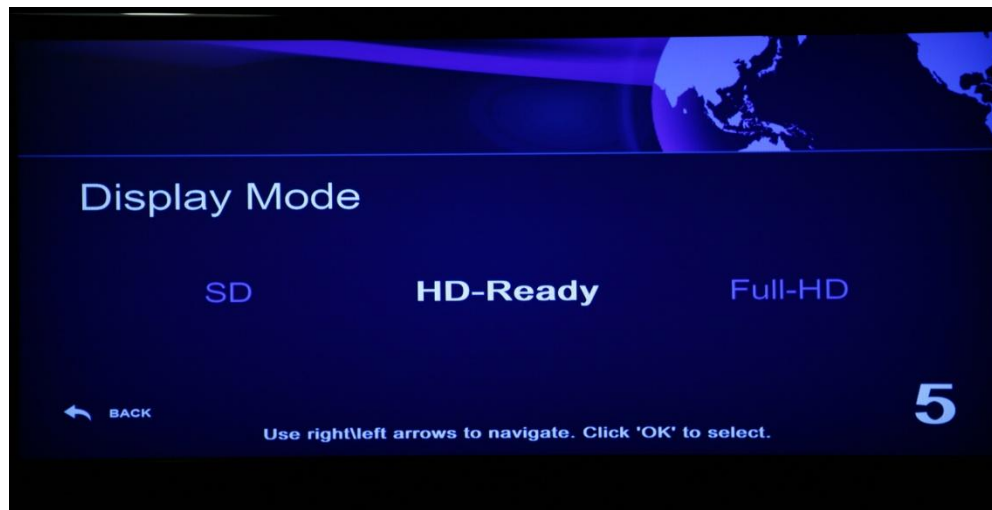 Display Mode
SD HD-Ready Full-HD
BACK
5
Use right\left arrows to navigate. Click 'OK' to select.